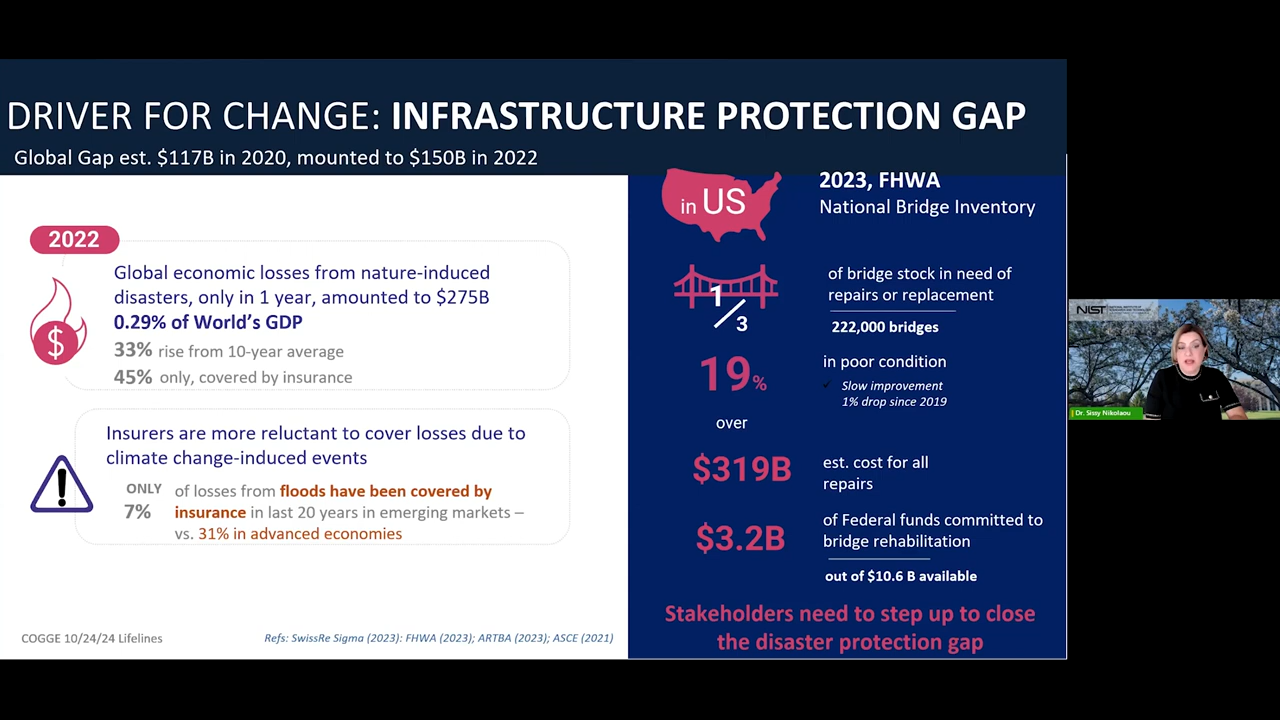 DRIVER FOR CHANGE: INFRASTRUCTURE PROTECTION GAP
Global Gap est. $117B in 2020, mounted to $150B in 2022
2022
Global economic losses from nature-induced
disasters, only in 1 year, amounted to $275B
0.29% of World's GDP
33% rise from 10-year average
45% only, covered by insurance
Insurers are more reluctant to cover losses due to
climate change-induced events
ONLY
7%
of losses from floods have been covered by
insurance in last 20 years in emerging markets –
vs. 31% in advanced economies
COGGE 10/24/24 Lifelines
Refs: SwissRe Sigma (2023): FHWA (2023); ARTBA (2023); ASCE (2021)
in US
2023, FHWA
National Bridge Inventory
1/3
of bridge stock in need of
repairs or replacement
222,000 bridges
19%
in poor condition
✓ Slow improvement
1% drop since 2019
over
$319B
est. cost for all
repairs
$3.2B
of Federal funds committed to
bridge rehabilitation
out of $10.6 B available
Stakeholders need to step up to close
the disaster protection gap
NIST
Dr. Sissy Nikolaou